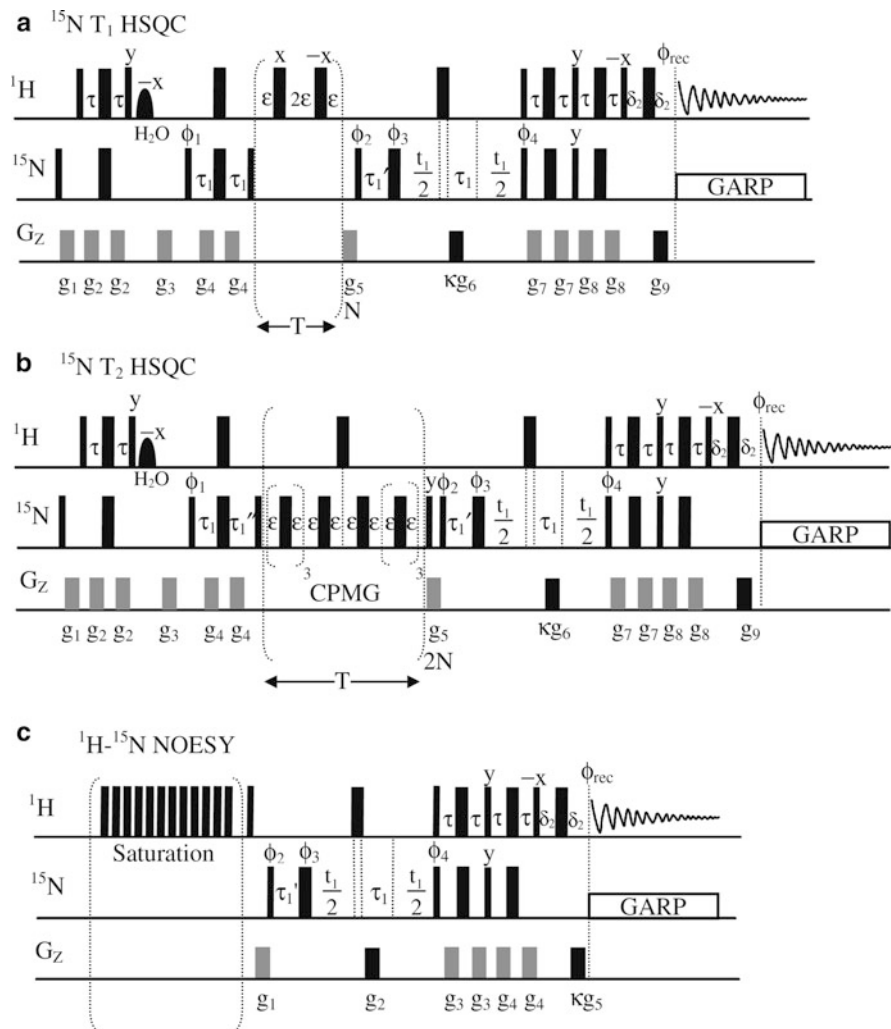 a ¹⁵N T₁ HSQC
y x −x y −x ϕrec
−x
¹H τ τ ε 2ε ε τ τ τ τ δ₂ δ₂
H₂O ϕ₁ ϕ₂ ϕ₃ ϕ₄ y
¹⁵N τ₁ τ₁ τ₁' t₁/2 τ₁ t₁/2 GARP
G_Z
g₁ g₂ g₂ g₃ g₄ g₄ g₅ κg₆ g₇ g₇ g₈ g₈ g₉
N
T
b ¹⁵N T₂ HSQC
y y −x ϕrec
−x
¹H τ τ τ τ τ τ δ₂ δ₂
H₂O ϕ₁ y ϕ₂ ϕ₃ ϕ₄ y
¹⁵N τ₁ τ₁'' ε ε ε ε ε ε ε ε τ₁' t₁/2 τ₁ t₁/2 GARP
3 3
G_Z CPMG
g₁ g₂ g₂ g₃ g₄ g₄ g₅ κg₆ g₇ g₇ g₈ g₈ g₉
2N
T
c ¹H-¹⁵N NOESY
y −x ϕrec
¹H τ τ τ τ δ₂ δ₂
Saturation ϕ₂ ϕ₃ ϕ₄ y
¹⁵N τ₁' t₁/2 τ₁ t₁/2 GARP
G_Z
g₁ g₂ g₃ g₃ g₄ g₄ κg₅